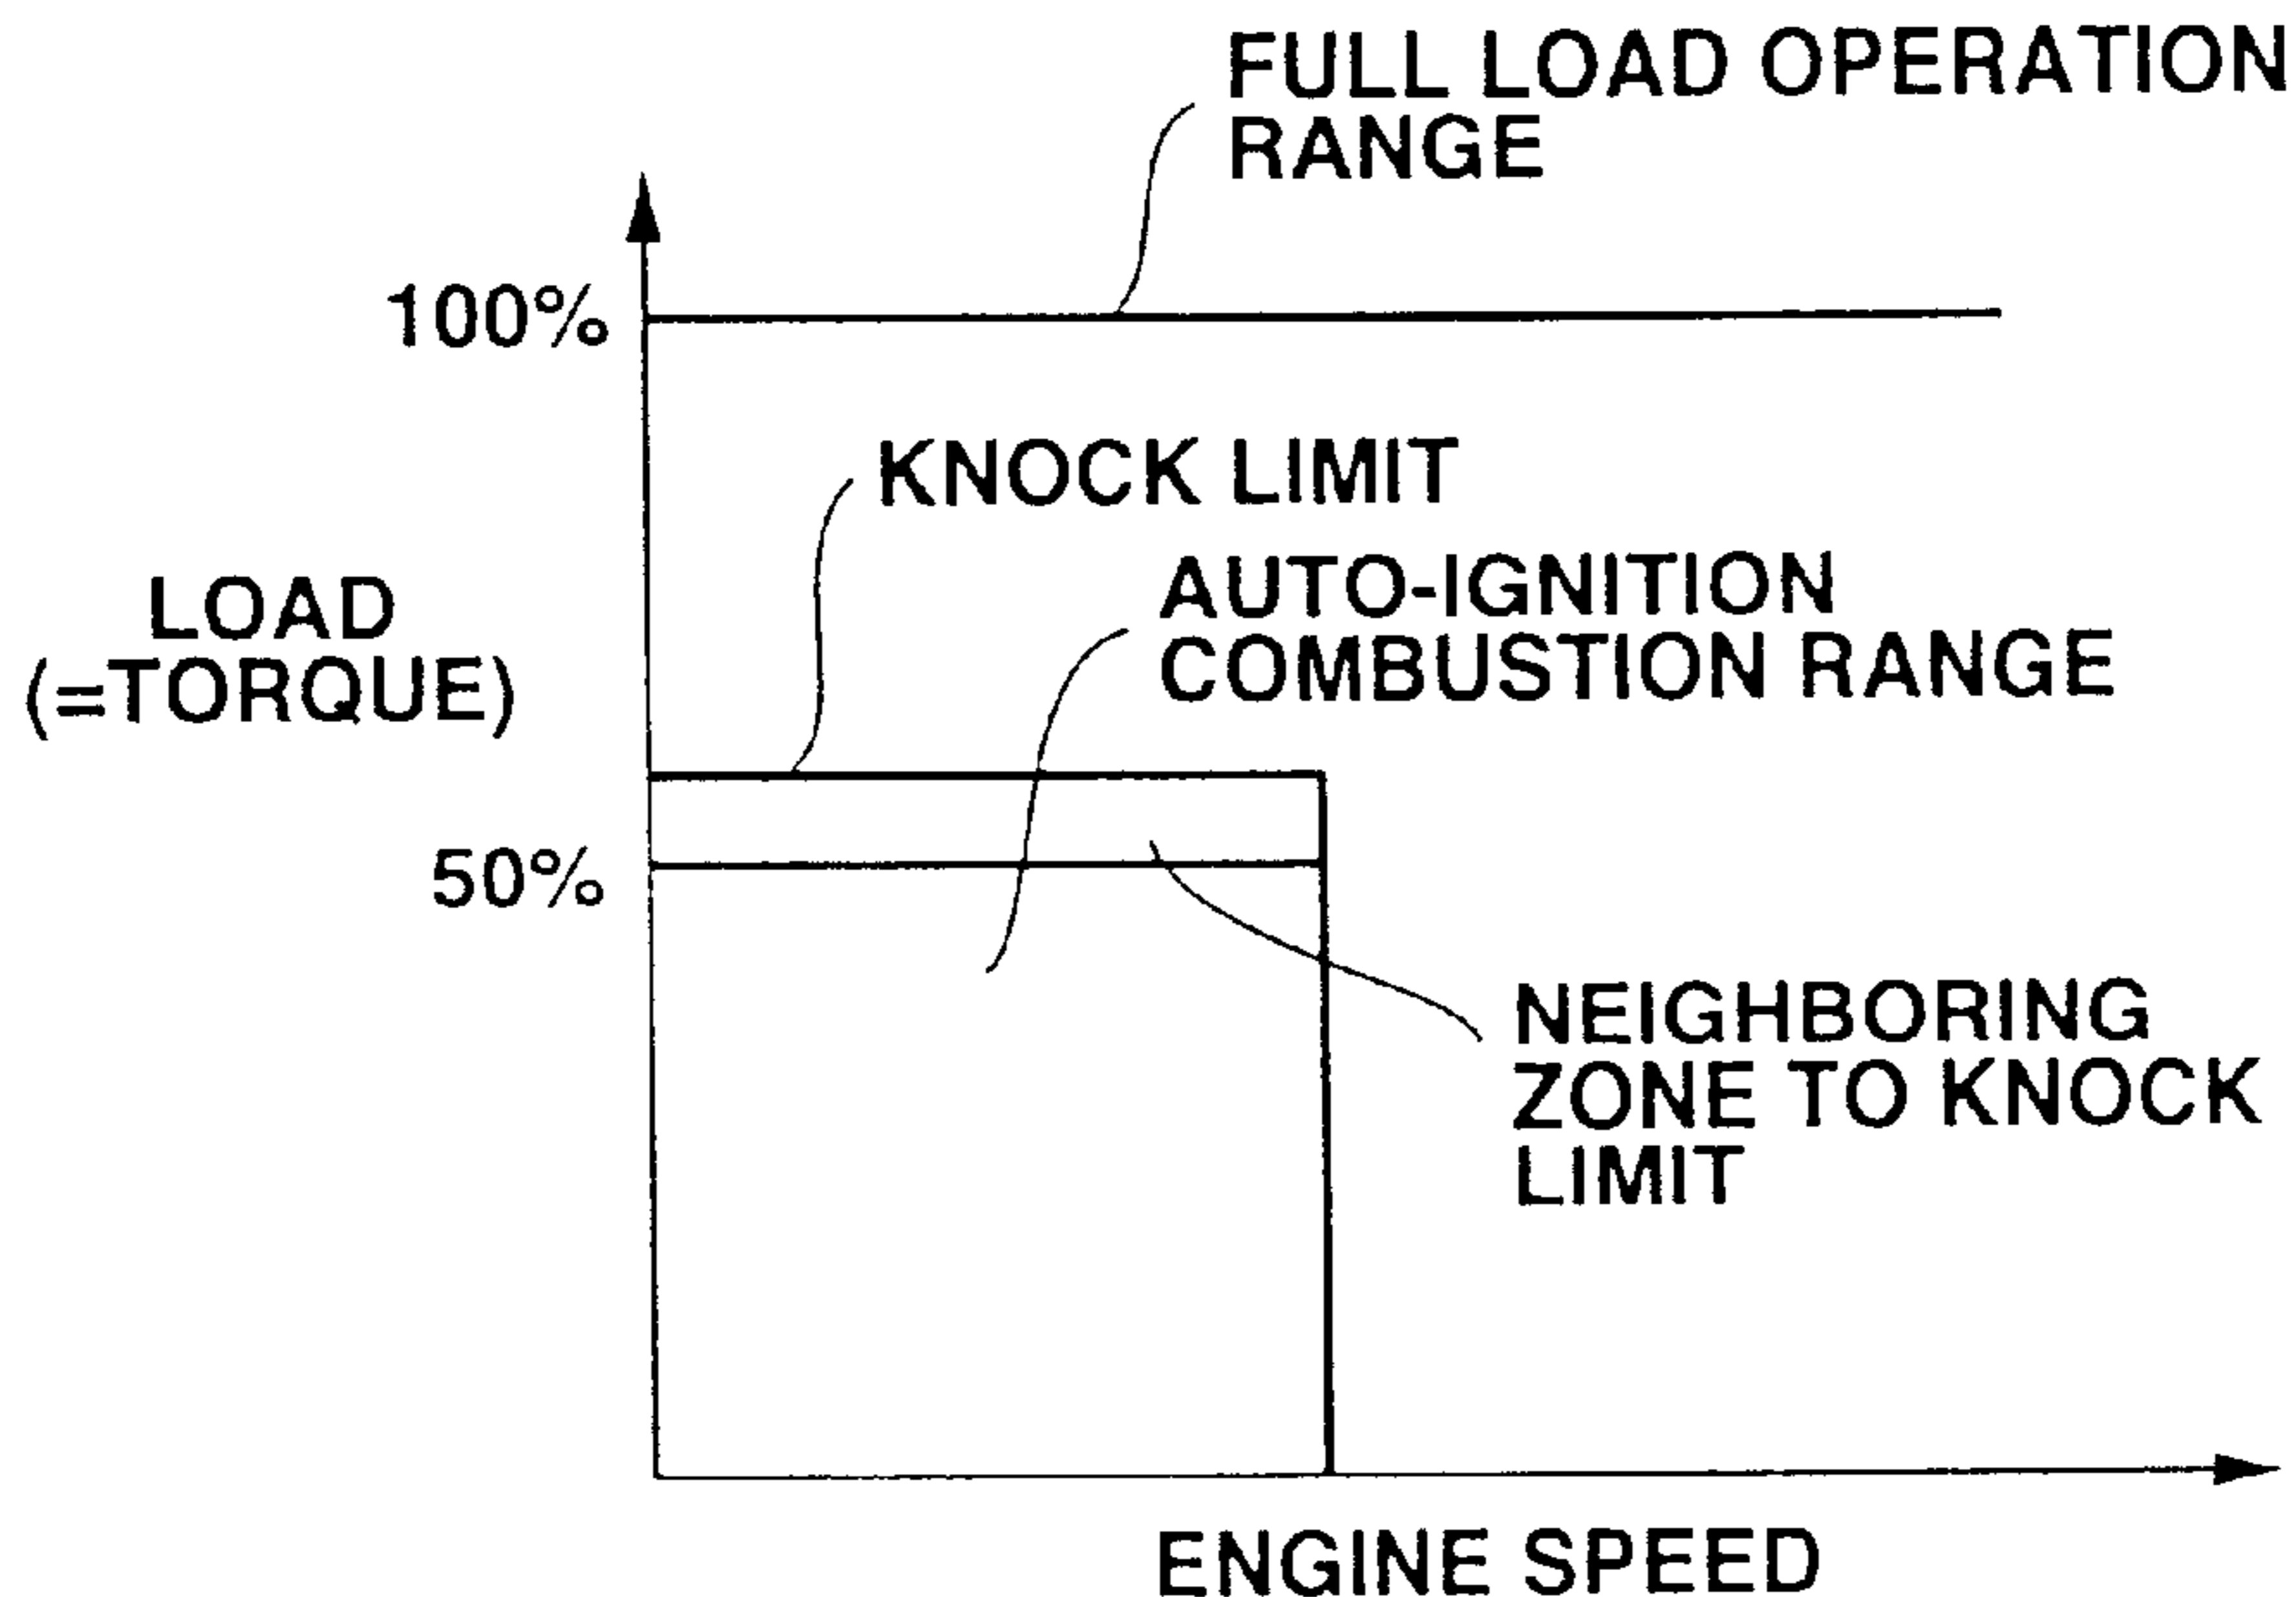 FULL LOAD OPERATION
RANGE
100%
KNOCK LIMIT
AUTO-IGNITION
COMBUSTION RANGE
LOAD
(=TORQUE)
50%
NEIGHBORING
ZONE TO KNOCK
LIMIT
ENGINE SPEED